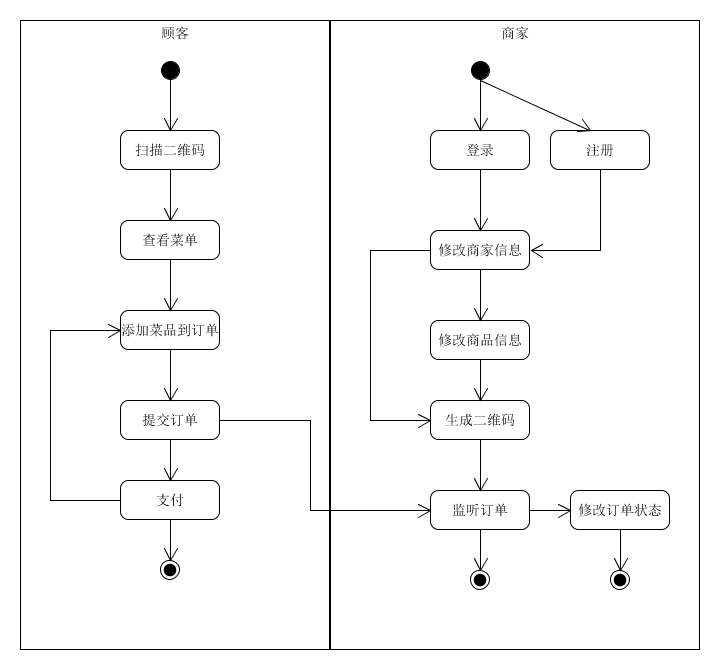 顾客
商家
扫描二维码
登录
注册
查看菜单
修改商家信息
添加菜品到订单
修改商品信息
提交订单
生成二维码
支付
监听订单
修改订单状态